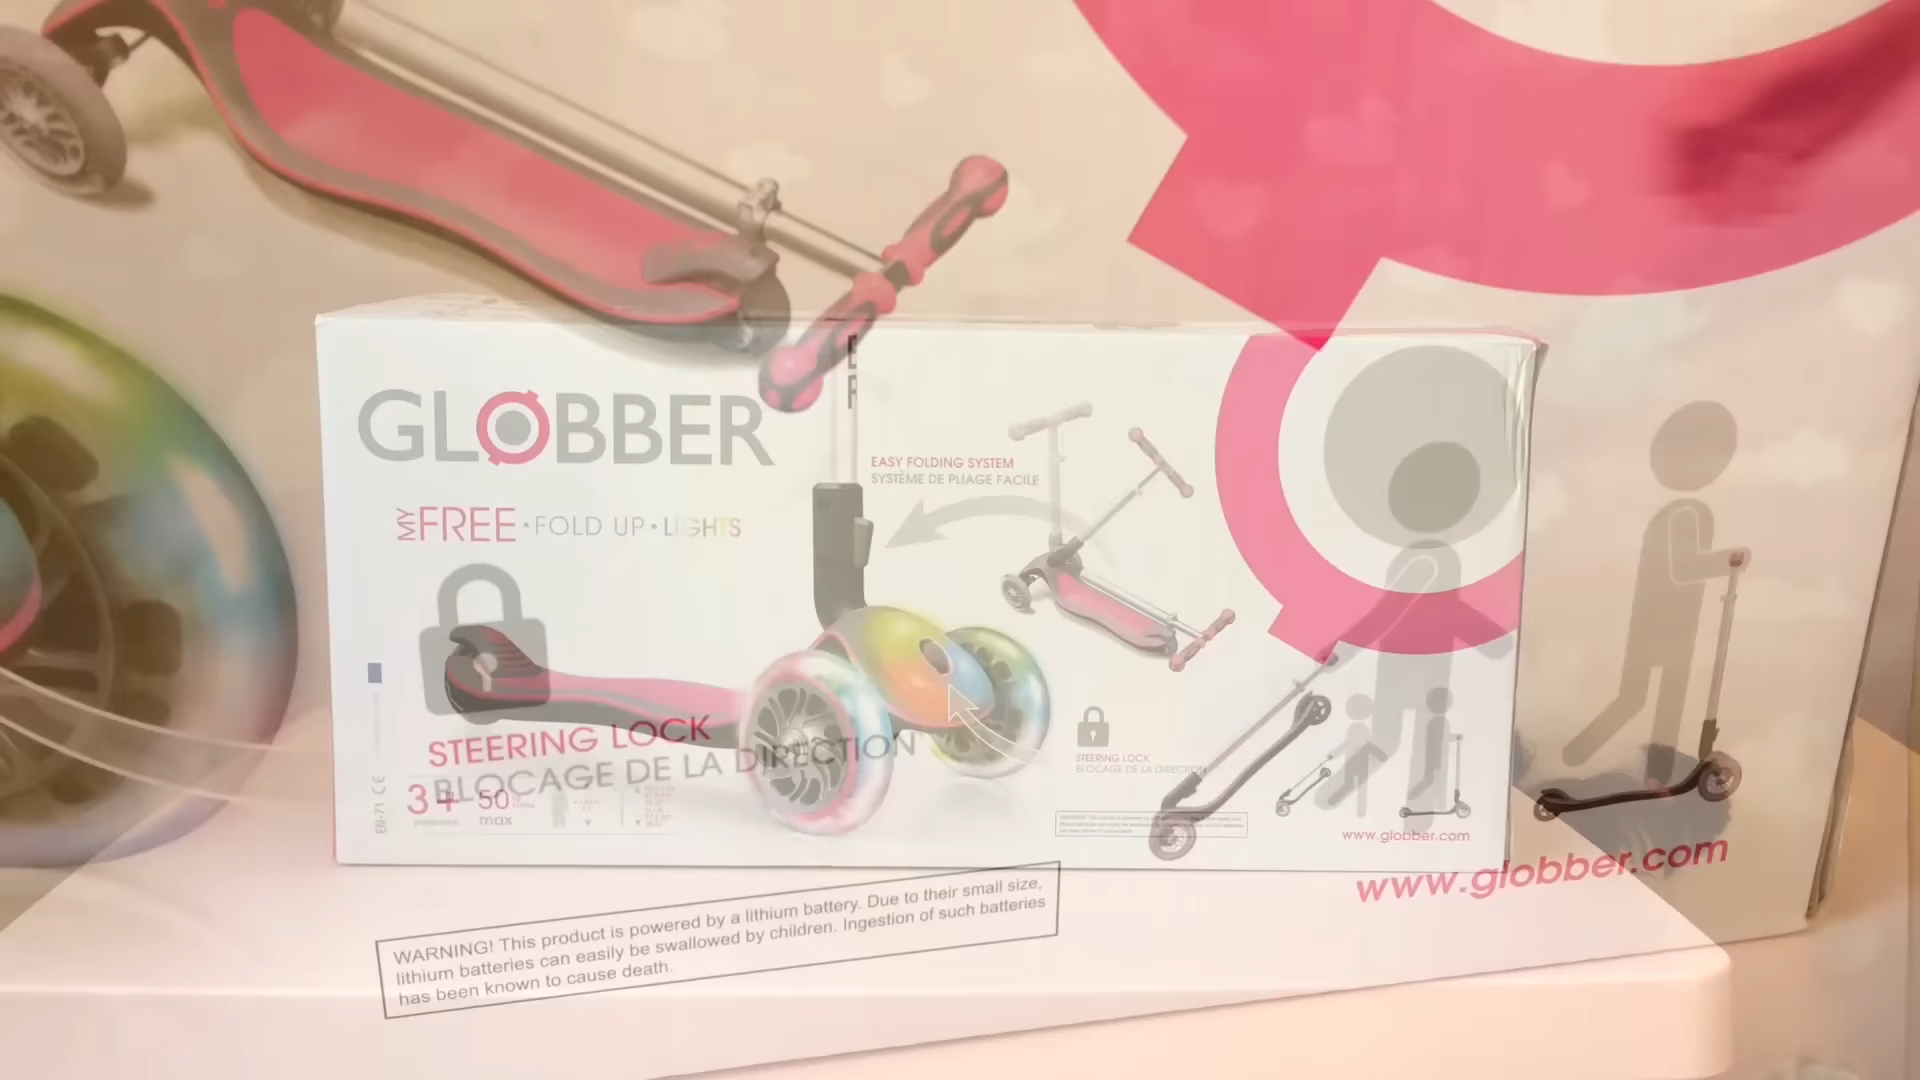 GLOBBER
MY FREE · FOLD UP · LIGHTS
EASY FOLDING SYSTEM
SYSTÈME DE PLIAGE FACILE
STEERING LOCK
BLOCAGE DE LA DIRECTION
STEERING LOCK
BLOCAGE DE LA DIRECTION
3+
50
max
EN-71 CE
www.globber.com
www.globber.com
WARNING! This product is powered by a lithium battery. Due to their small size,
lithium batteries can easily be swallowed by children. Ingestion of such batteries
has been known to cause death.